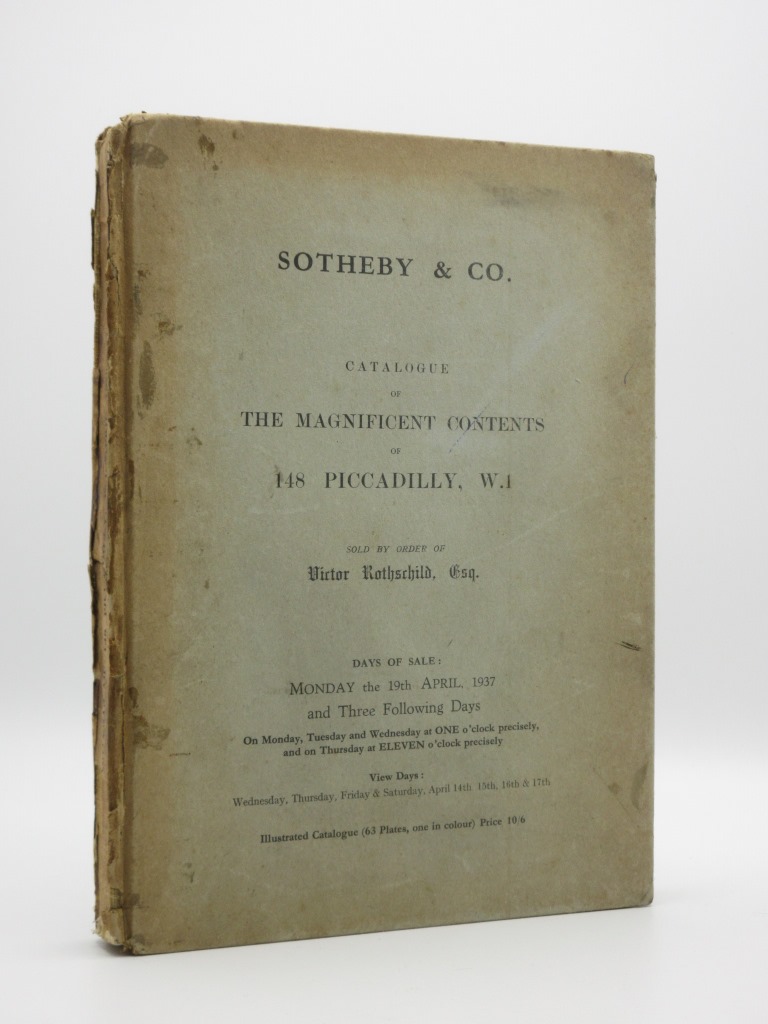 SOTHEBY & CO.
CATALOGUE
OF
THE MAGNIFICENT CONTENTS
OF
148 PICCADILLY, W.1
SOLD BY ORDER OF
Victor Rothschild, Esq.
DAYS OF SALE:
MONDAY the 19th APRIL, 1937
and Three Following Days
On Monday, Tuesday and Wednesday at ONE o'clock precisely,
and on Thursday at ELEVEN o'clock precisely
View Days:
Wednesday, Thursday, Friday & Saturday, April 14th 15th, 16th & 17th
Illustrated Catalogue (63 Plates, one in colour) Price 10/6